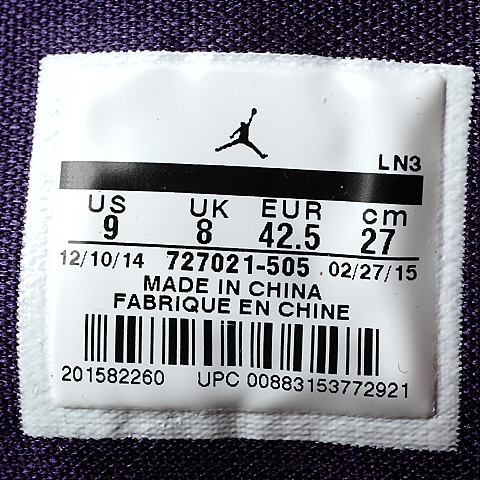 LN3
US UK EUR cm
9 8 42.5 27
12/10/14 727021-505 02/27/15
MADE IN CHINA
FABRIQUE EN CHINE
201582260 UPC 00883153772921